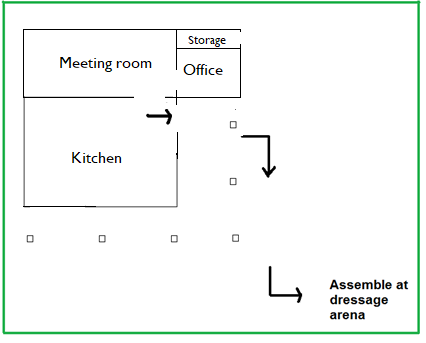 Storage
Meeting room
Office
Kitchen
Assemble at
dressage
arena